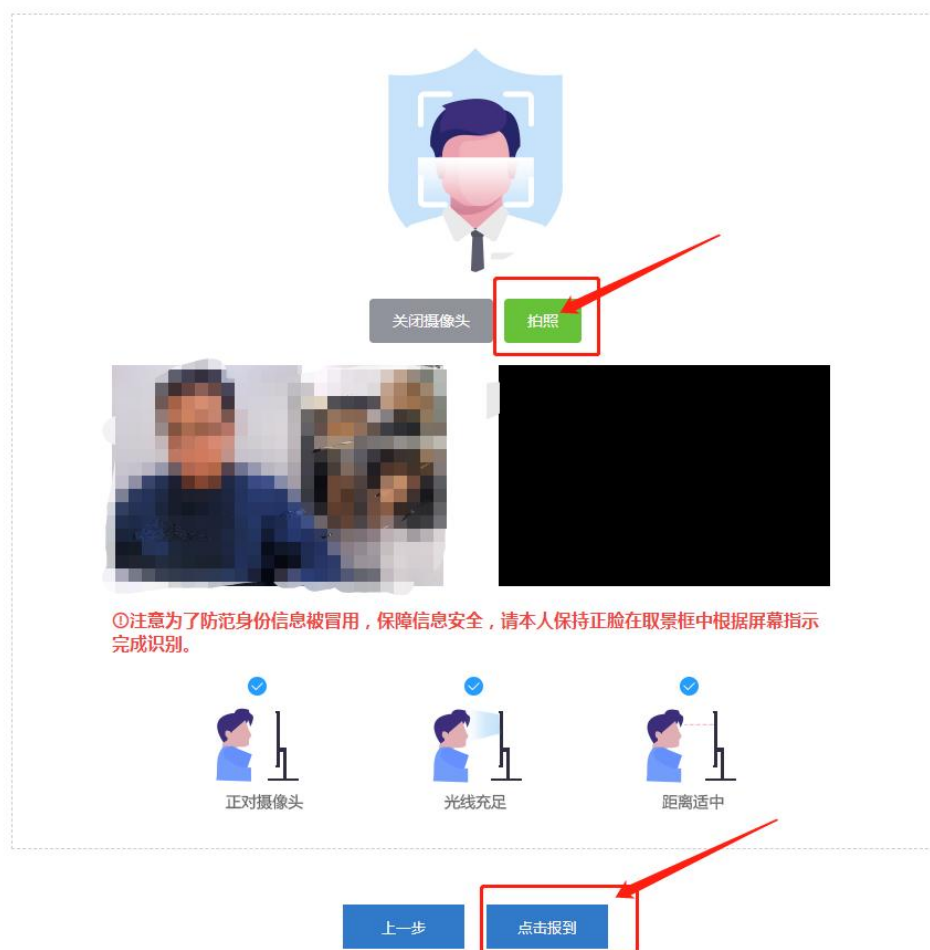 关闭摄像头
拍照
①注意为了防范身份信息被冒用，保障信息安全，请本人保持正脸在取景框中根据屏幕指示
完成识别。
正对摄像头
光线充足
距离适中
上一步
点击报到